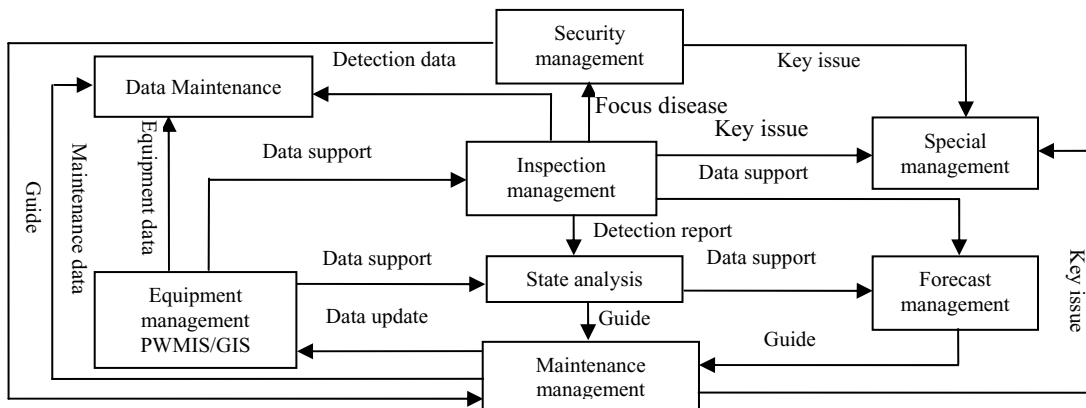 Security
management
Detection data
Key issue
Data Maintenance
Focus disease
Key issue
Special
management
Equipment data
Data support
Inspection
management
Data support
Guide
Maintenance data
Detection report
Key issue
Data support
State analysis
Data support
Forecast
management
Equipment
management
PWMIS/GIS
Data update
Guide
Guide
Maintenance
management